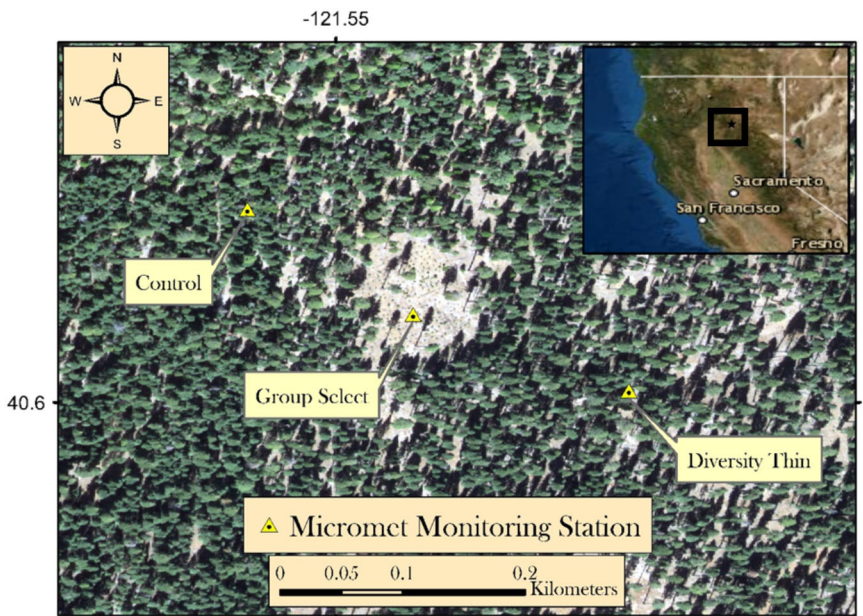 -121.55
N
W E
S
Sacramento
San Francisco
Fresno
Control
Group Select
40.6
Diversity Thin
Micromet Monitoring Station
0 0.05 0.1 0.2
Kilometers